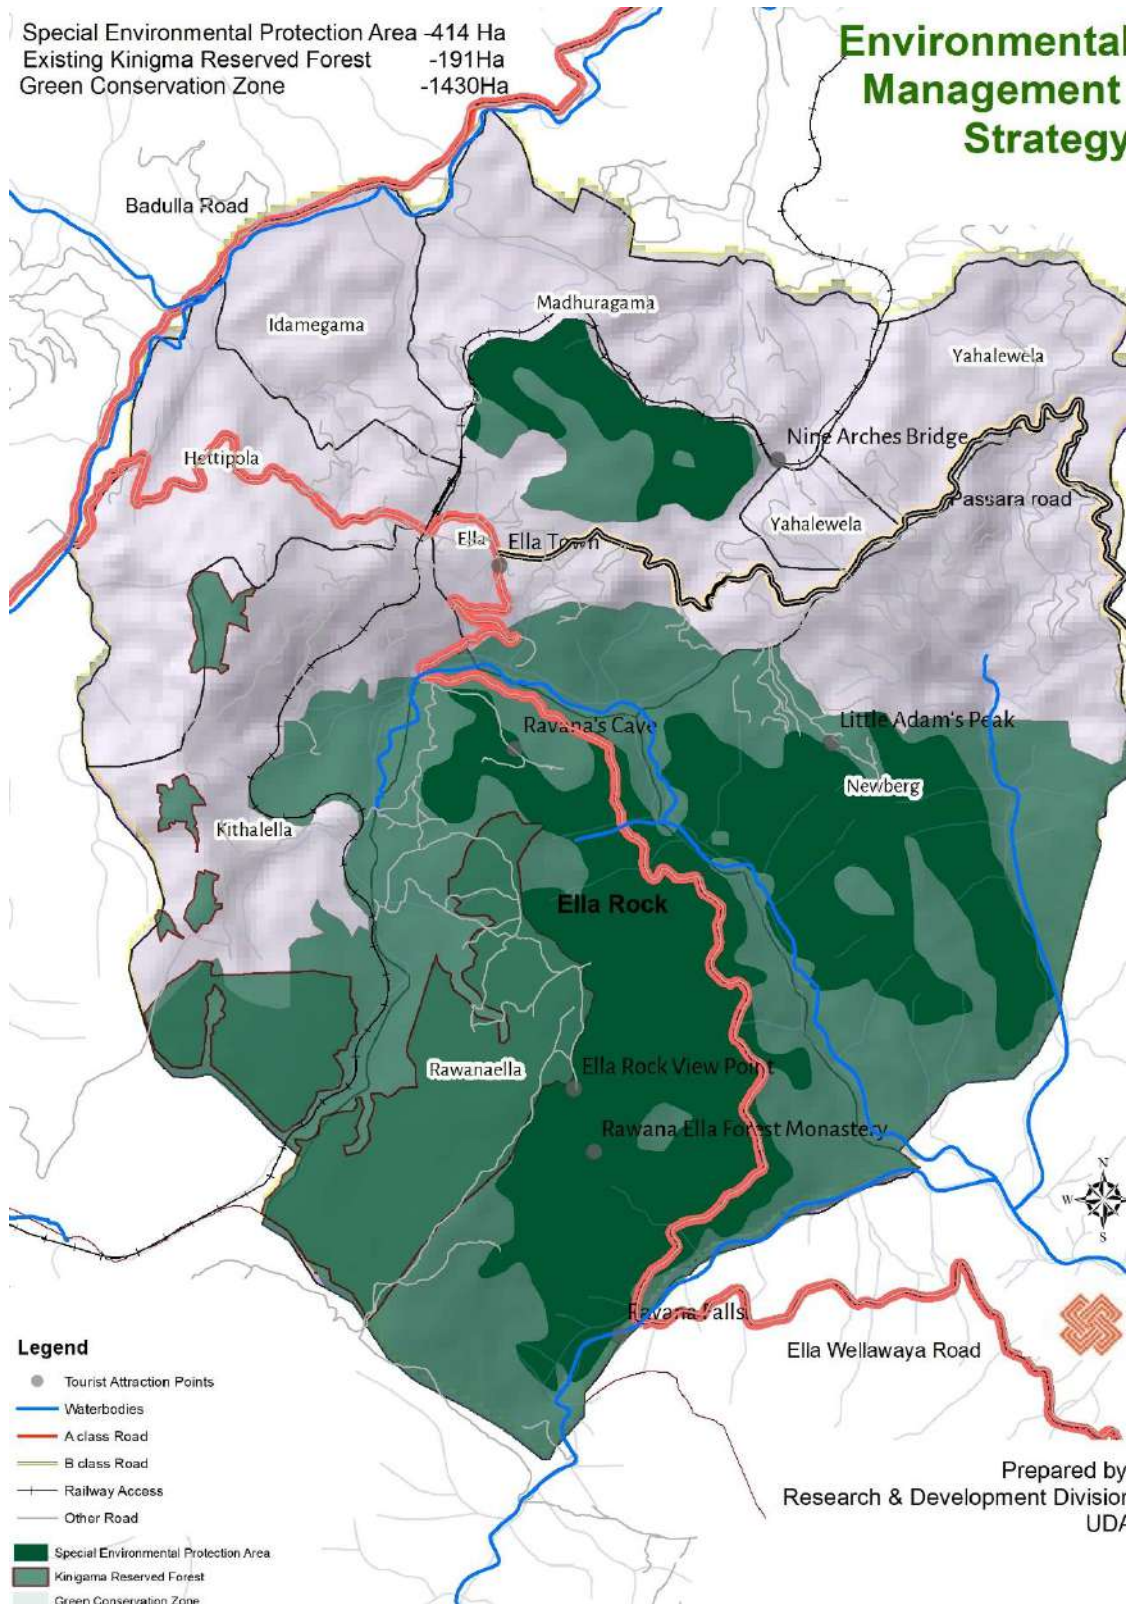 Special Environmental Protection Area -414 Ha
Existing Kinigma Reserved Forest -191Ha
Green Conservation Zone -1430Ha
Environmental
Management
Strategy
Badulla Road
Madhuragama
Idamegama
Yahalewela
Nine Arches Bridge
Hettipola
Passara road
Yahalewela
Ella
Ella Town
Ravana's Cave
Little Adam's Peak
Newberg
Kithalella
Ella Rock
Rawanaella
Ella Rock View Point
Rawana Ella Forest Monastery
N
W
S
Ravana Falls
Ella Wellawaya Road
Legend
Tourist Attraction Points
Waterbodies
A class Road
B class Road
Railway Access
Other Road
Special Environmental Protection Area
Kinigama Reserved Forest
Green Conservation Zone
Prepared by
Research & Development Division
UDA